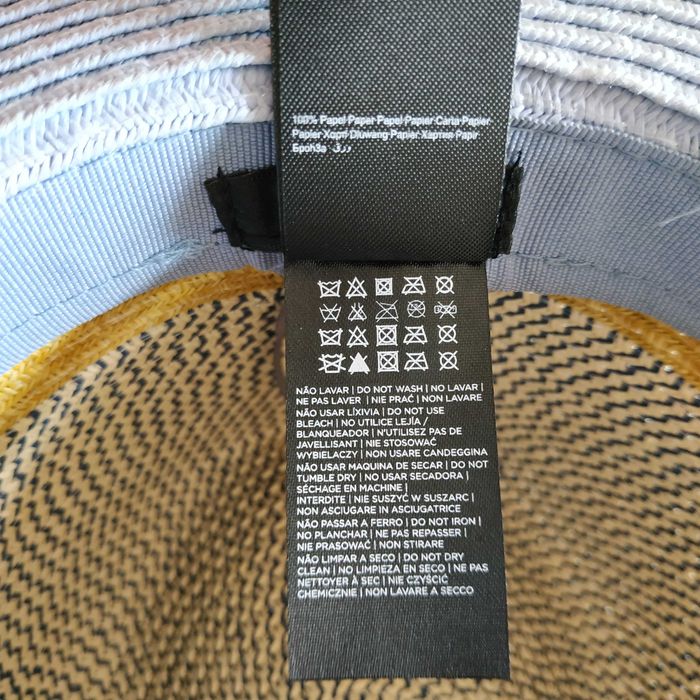 100% Papel Paper Papel Papier Carta Papier
Papier Χαρτί Dluwang Papier Хартия Papir
NÃO LAVAR | DO NOT WASH | NO LAVAR |
NE PAS LAVER | NIE PRAĆ | NON LAVARE
NÃO USAR LÍXIVIA | DO NOT USE
BLEACH | NO UTILICE LEJÍA /
BLANQUEADOR | N'UTILISEZ PAS DE
JAVELLISANT | NIE STOSOWAĆ
WYBIELACZY | NON USARE CANDEGGINA
NÃO USAR MAQUINA DE SECAR | DO NOT
TUMBLE DRY | NO USAR SECADORA |
SÉCHAGE EN MACHINE |
INTERDITE | NIE SUSZYĆ W SUSZARC |
NON ASCIUGARE IN ASCIUGATRICE
NÃO PASSAR A FERRO | DO NOT IRON |
NO PLANCHAR | NE PAS REPASSER |
NIE PRASOWAĆ | NON STIRARE
NÃO LIMPAR A SECO | DO NOT DRY
CLEAN | NO LIMPIEZA EN SECO | NE PAS
NETTOYER À SEC | NIE CZYŚCIĆ
CHEMICZNIE | NON LAVARE A SECCO